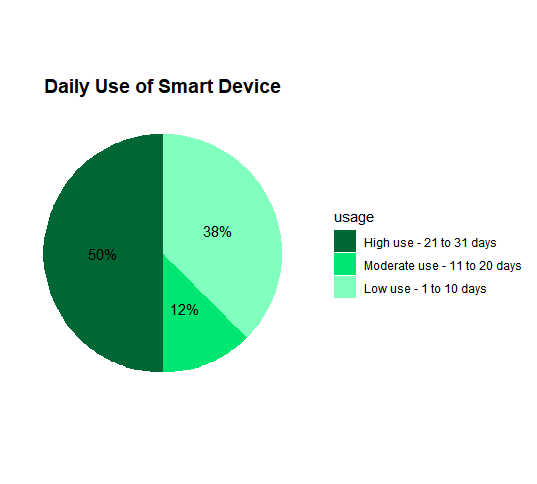 Daily Use of Smart Device
38%
50%
12%
usage
High use - 21 to 31 days
Moderate use - 11 to 20 days
Low use - 1 to 10 days